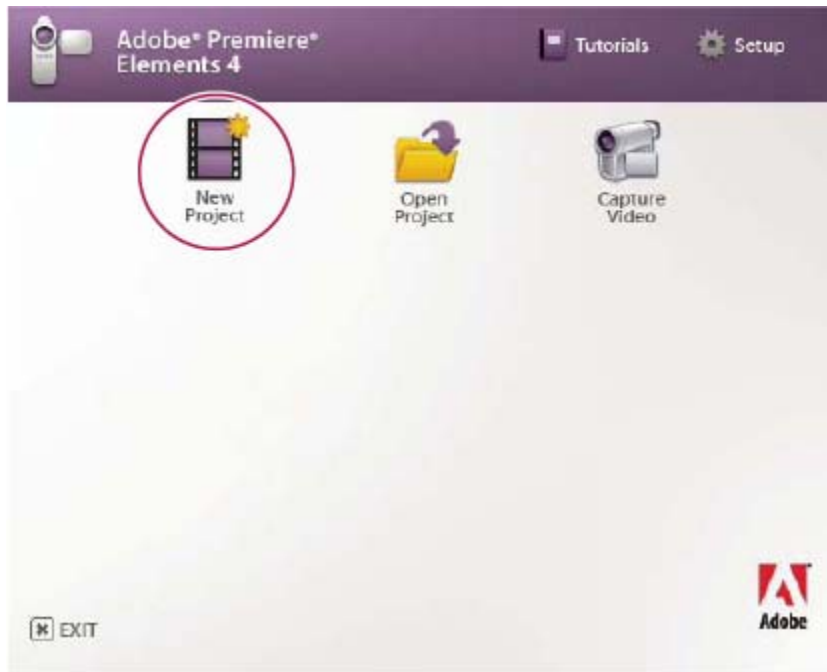 Adobe® Premiere®
Elements 4
Tutorials
Setup
New
Project
Open
Project
Capture
Video
EXIT
Adobe